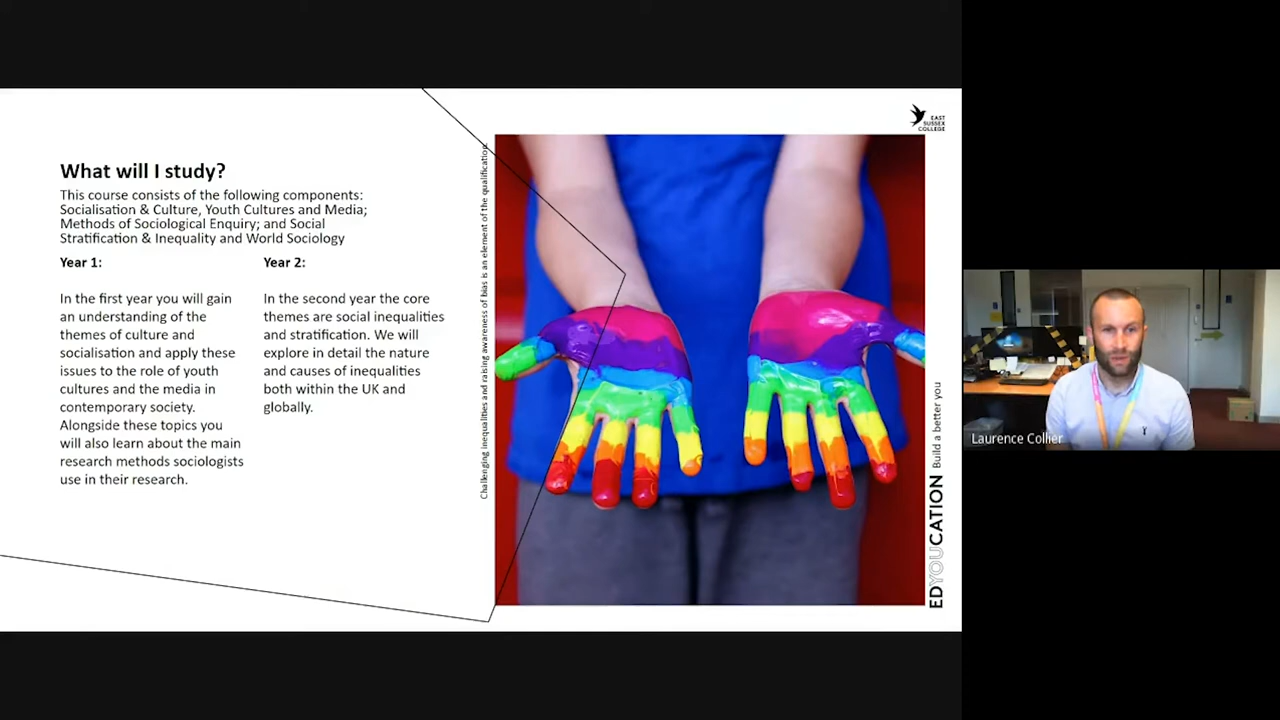 What will I study?
This course consists of the following components:
Socialisation & Culture, Youth Cultures and Media;
Methods of Sociological Enquiry; and Social
Stratification & Inequality and World Sociology
Year 1:
In the first year you will gain
an understanding of the
themes of culture and
socialisation and apply these
issues to the role of youth
cultures and the media in
contemporary society.
Alongside these topics you
will also learn about the main
research methods sociologists
use in their research.
Year 2:
In the second year the core
themes are social inequalities
and stratification. We will
explore in detail the nature
and causes of inequalities
both within the UK and
globally.
Challenging inequalities and raising awareness of bias is an element of the qualification.
EAST
SUSSEX
COLLEGE
EDYOUCATION Build a better you
Laurence Collier